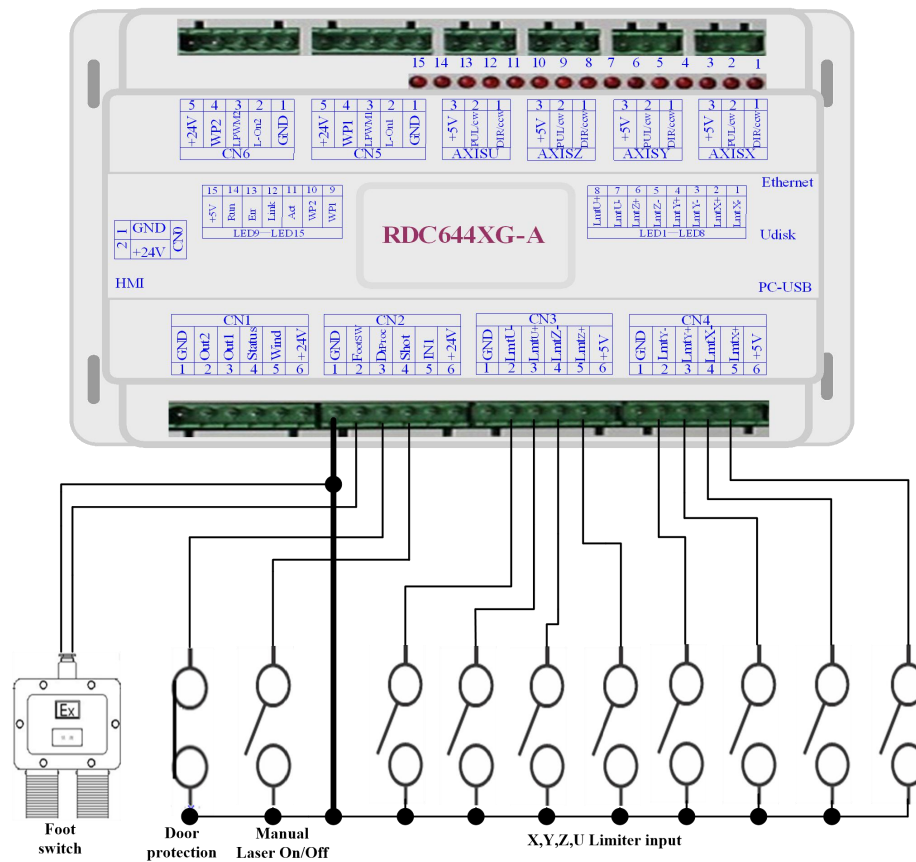 15 14 13 12 11 10 9 8 7 6 5 4 3 2 1
5 4 3 2 1
+24V WP2 LPWM2 L-On2 GND
CN6
5 4 3 2 1
+24V WP1 LPWM1 L-On1 GND
CN5
3 2 1
+5V PUL/cw DIR/ccw
AXISU
3 2 1
+5V PUL/cw DIR/ccw
AXISZ
3 2 1
+5V PUL/cw DIR/ccw
AXISY
3 2 1
+5V PUL/cw DIR/ccw
AXISX
Ethernet
15 14 13 12 11 10 9
+5V Run Err Link Act WP2 WP1
LED9—LED15
8 7 6 5 4 3 2 1
LmtU+ LmtU- LmtZ+ LmtZ- LmtY+ LmtY- LmtX+ LmtX-
LED1—LED8
1 GND
2 +24V
CN0
RDC644XG-A
Udisk
HMI
PC-USB
CN1
GND Out2 Out1 Status Wind +24V
1 2 3 4 5 6
CN2
GND FootSW DrProc Shot IN1 +24V
1 2 3 4 5 6
CN3
GND LmtU- LmtU+ LmtZ- LmtZ+ +5V
1 2 3 4 5 6
CN4
GND LmtY- LmtY+ LmtX- LmtX+ +5V
1 2 3 4 5 6
Ex
Foot
switch
Door
protection
Manual
Laser On/Off
X,Y,Z,U Limiter input